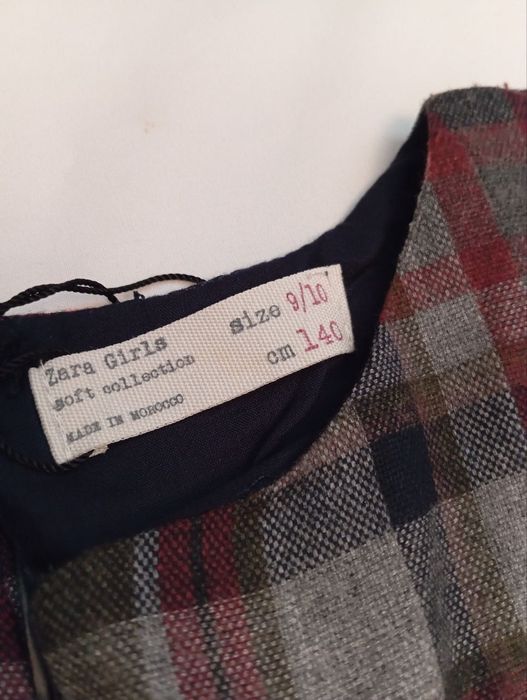 Zara Girls size 9/10
soft collection cm 140
MADE IN MOROCCO